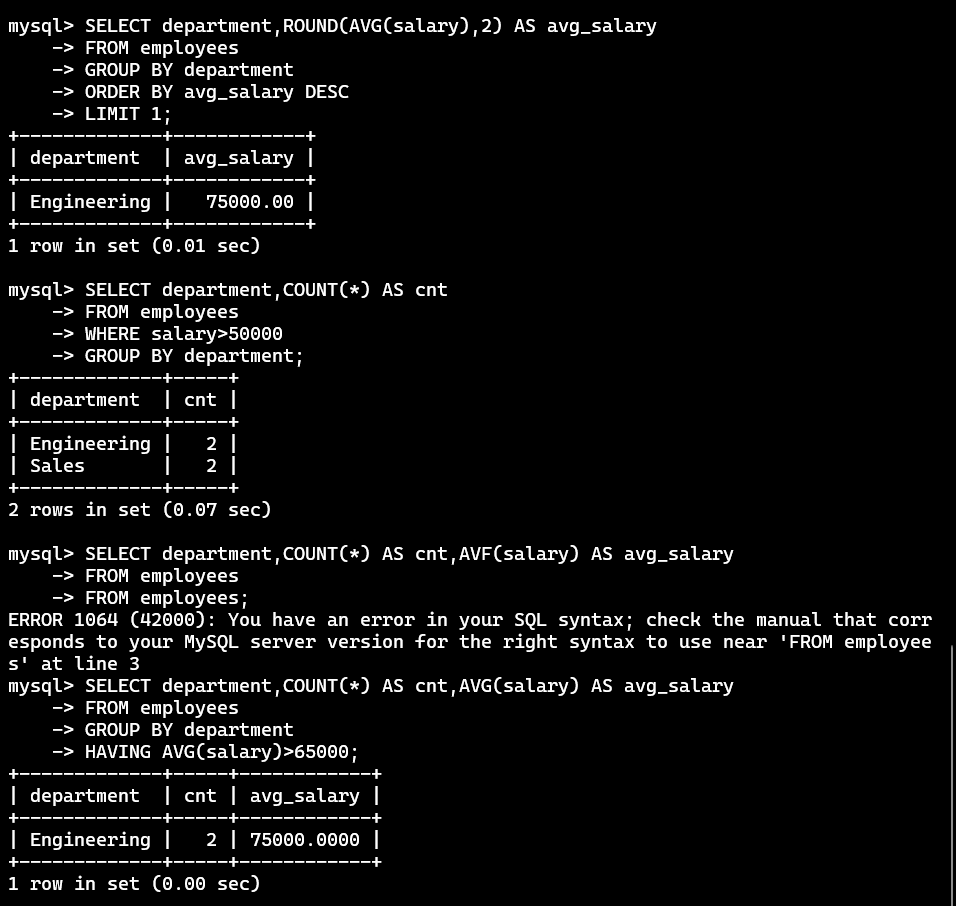 mysql> SELECT department,ROUND(AVG(salary),2) AS avg_salary
    -> FROM employees
    -> GROUP BY department
    -> ORDER BY avg_salary DESC
    -> LIMIT 1;
+-------------+------------+
| department  | avg_salary |
+-------------+------------+
| Engineering |   75000.00 |
+-------------+------------+
1 row in set (0.01 sec)

mysql> SELECT department,COUNT(*) AS cnt
    -> FROM employees
    -> WHERE salary>50000
    -> GROUP BY department;
+-------------+-----+
| department  | cnt |
+-------------+-----+
| Engineering |   2 |
| Sales       |   2 |
+-------------+-----+
2 rows in set (0.07 sec)

mysql> SELECT department,COUNT(*) AS cnt,AVF(salary) AS avg_salary
    -> FROM employees
    -> FROM employees;
ERROR 1064 (42000): You have an error in your SQL syntax; check the manual that corr
esponds to your MySQL server version for the right syntax to use near 'FROM employee
s' at line 3
mysql> SELECT department,COUNT(*) AS cnt,AVG(salary) AS avg_salary
    -> FROM employees
    -> GROUP BY department
    -> HAVING AVG(salary)>65000;
+-------------+-----+------------+
| department  | cnt | avg_salary |
+-------------+-----+------------+
| Engineering |   2 | 75000.0000 |
+-------------+-----+------------+
1 row in set (0.00 sec)